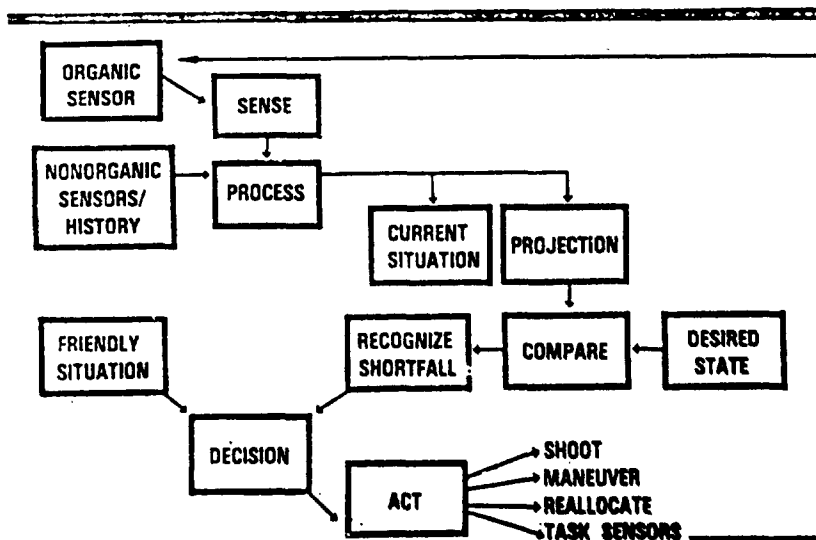 ORGANIC
SENSOR
SENSE
NONORGANIC
SENSORS/
HISTORY
PROCESS
CURRENT
SITUATION
PROJECTION
FRIENDLY
SITUATION
RECOGNIZE
SHORTFALL
COMPARE
DESIRED
STATE
DECISION
ACT
SHOOT
MANEUVER
REALLOCATE
TASK SENSORS